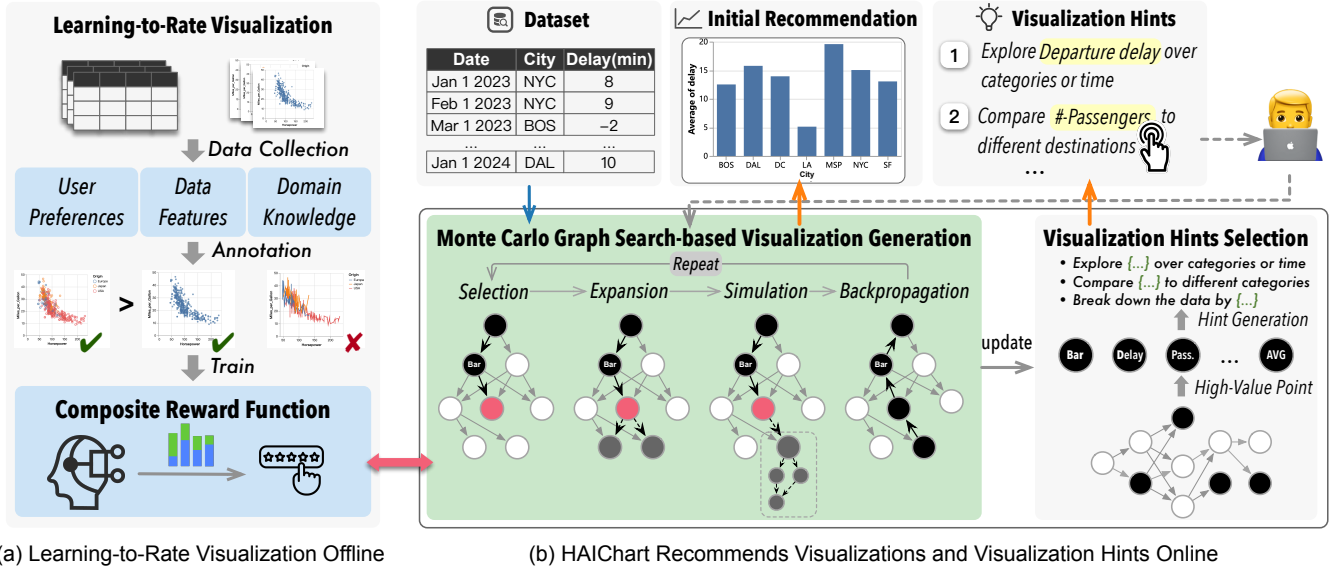 Learning-to-Rate Visualization
Data Collection
User
Preferences
Data
Features
Domain
Knowledge
Annotation
>
Train
Composite Reward Function
(a) Learning-to-Rate Visualization Offline
Dataset
Date City Delay(min)
Jan 1 2023 NYC 8
Feb 1 2023 NYC 9
Mar 1 2023 BOS –2
... ... ...
Jan 1 2024 DAL 10
Initial Recommendation
Average of delay
20
15
10
5
0
BOS DAL DC LA MSP NYC SF
City
Visualization Hints
1 Explore Departure delay over
categories or time
2 Compare #-Passengers to
different destinations
...
Monte Carlo Graph Search-based Visualization Generation
Repeat
Selection Expansion Simulation Backpropagation
Bar Bar Bar Bar
update
Visualization Hints Selection
• Explore {...} over categories or time
• Compare {...} to different categories
• Break down the data by {...}
Hint Generation
Bar Delay Pass. ... AVG
High-Value Point
(b) HAIChart Recommends Visualizations and Visualization Hints Online